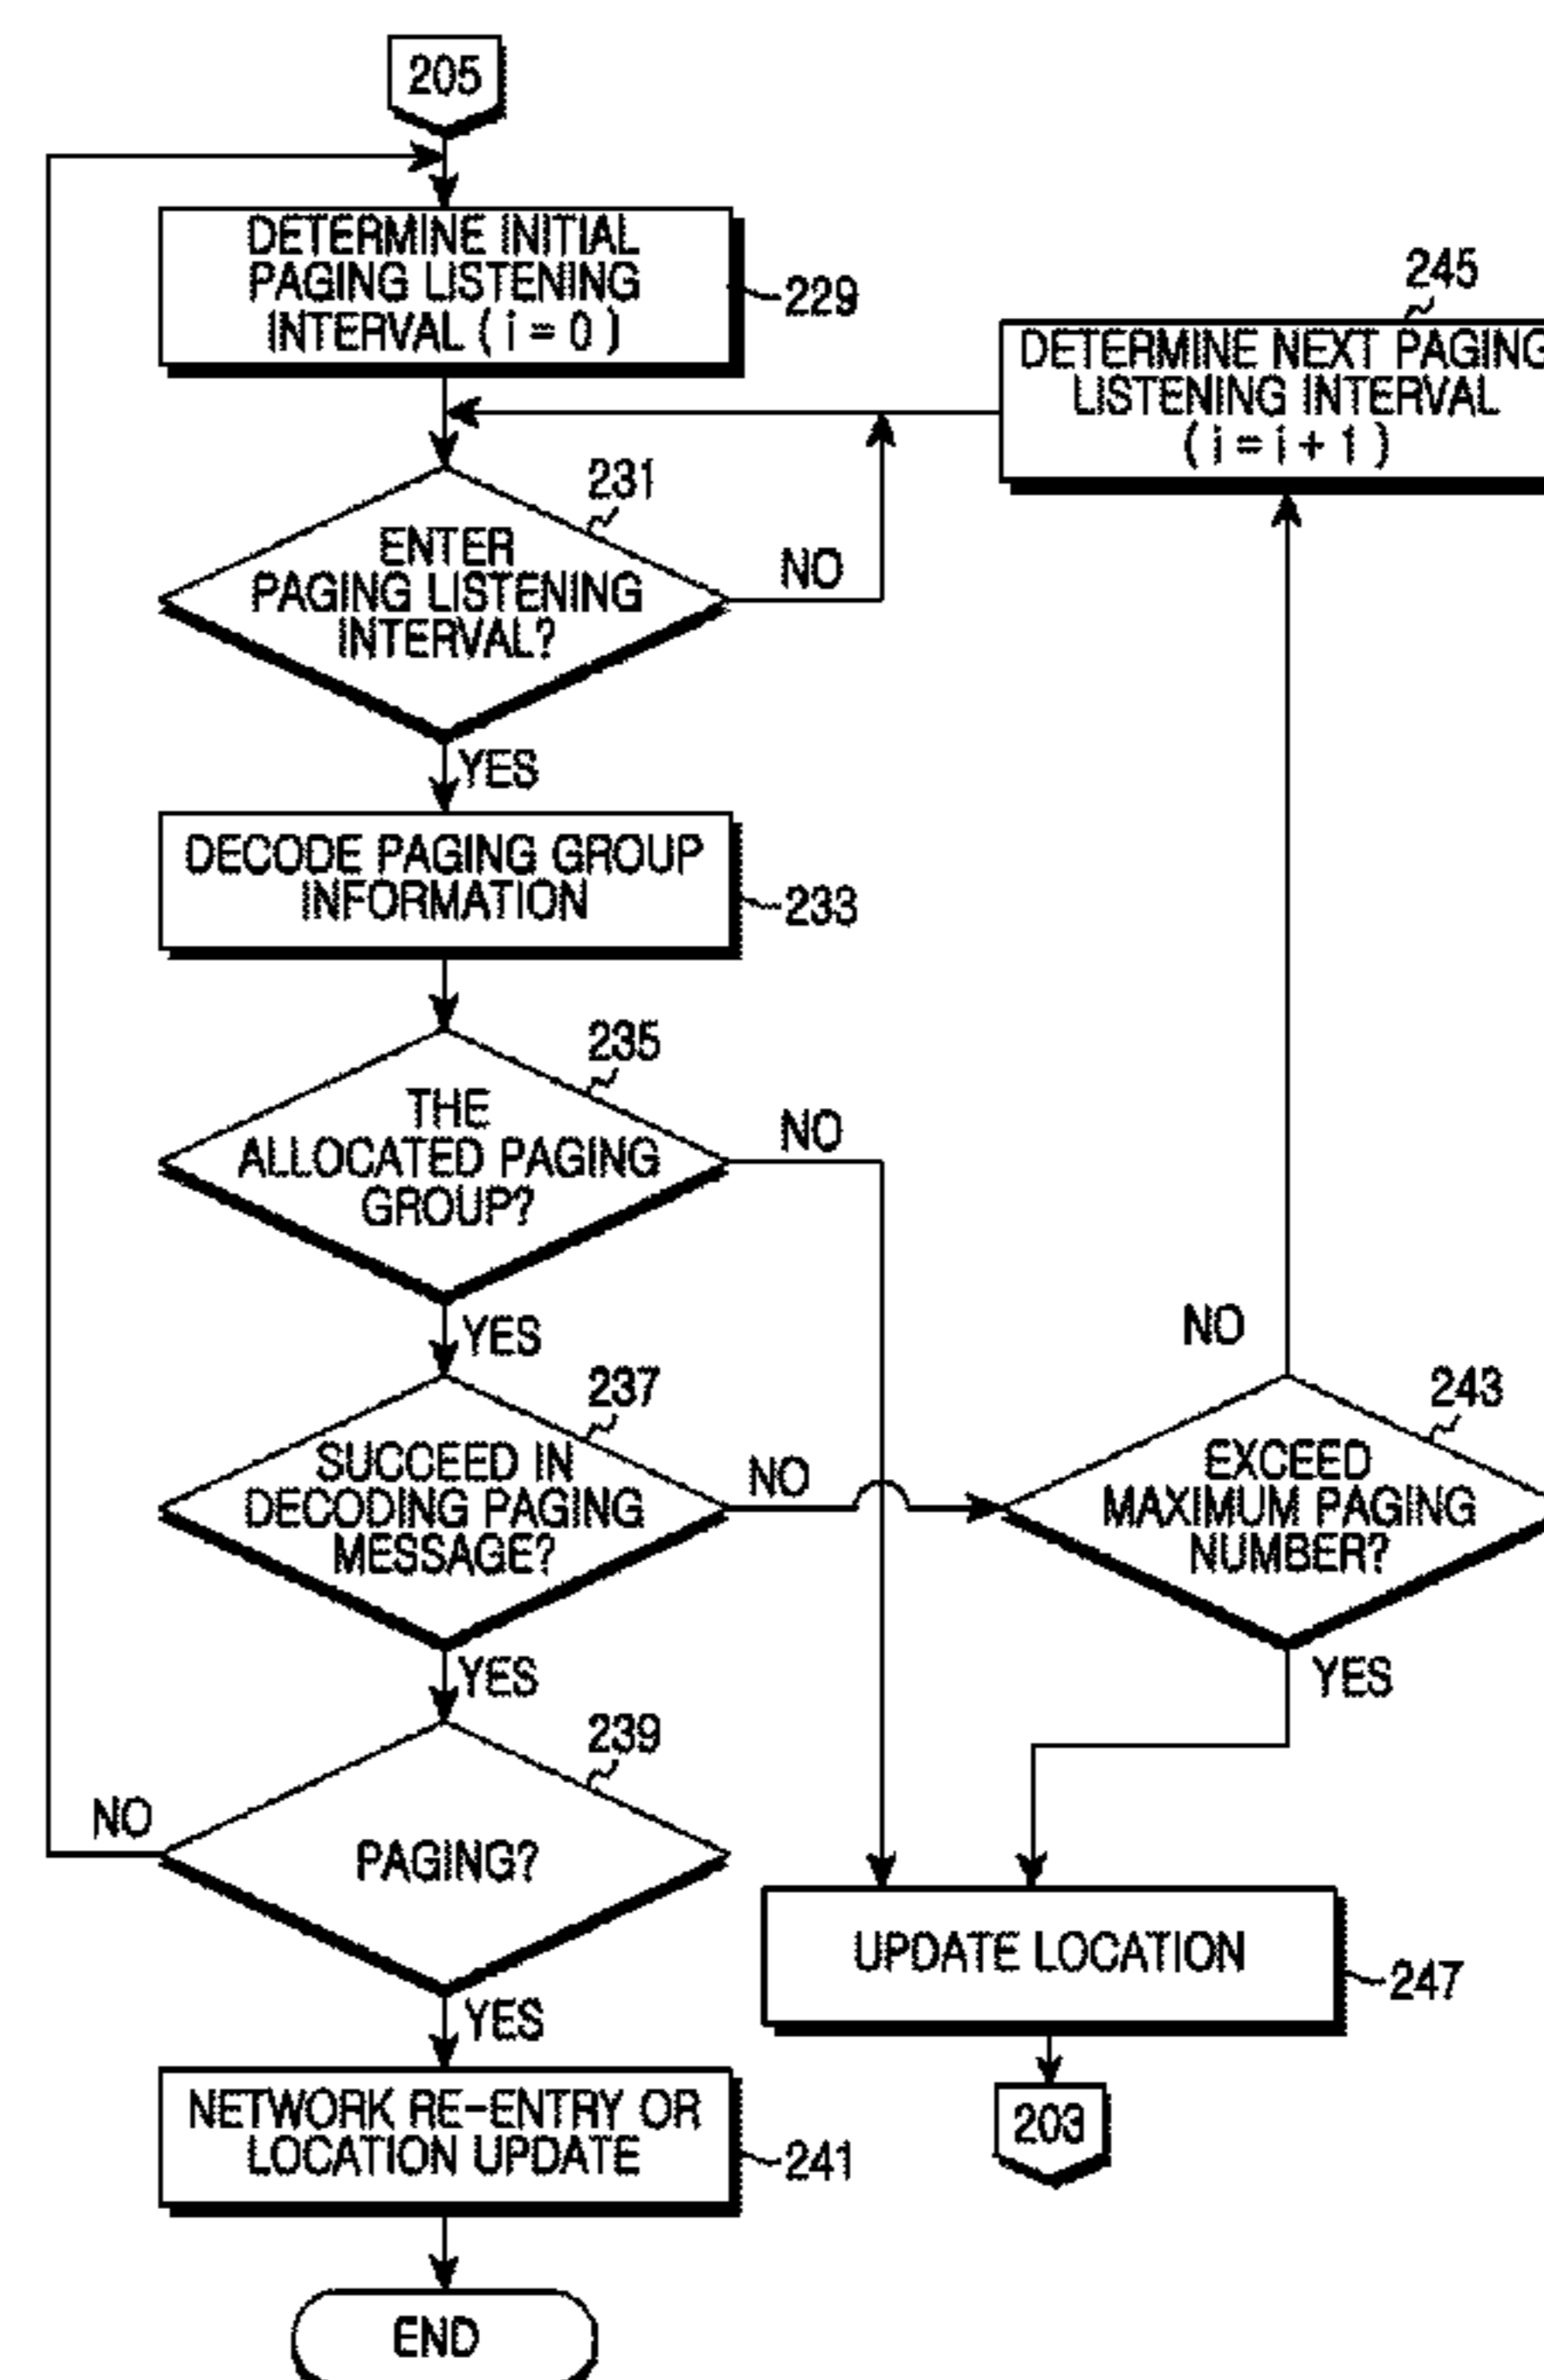 205
DETERMINE INITIAL
PAGING LISTENING
INTERVAL ( i = 0 )
229
245
DETERMINE NEXT PAGING
LISTENING INTERVAL
( i = i + 1 )
231
ENTER
PAGING LISTENING
INTERVAL?
NO
YES
DECODE PAGING GROUP
INFORMATION
233
235
THE
ALLOCATED PAGING
GROUP?
NO
YES
237
SUCCEED IN
DECODING PAGING
MESSAGE?
NO
NO
243
EXCEED
MAXIMUM PAGING
NUMBER?
YES
YES
239
PAGING?
NO
YES
UPDATE LOCATION
247
203
NETWORK RE-ENTRY OR
LOCATION UPDATE
241
END